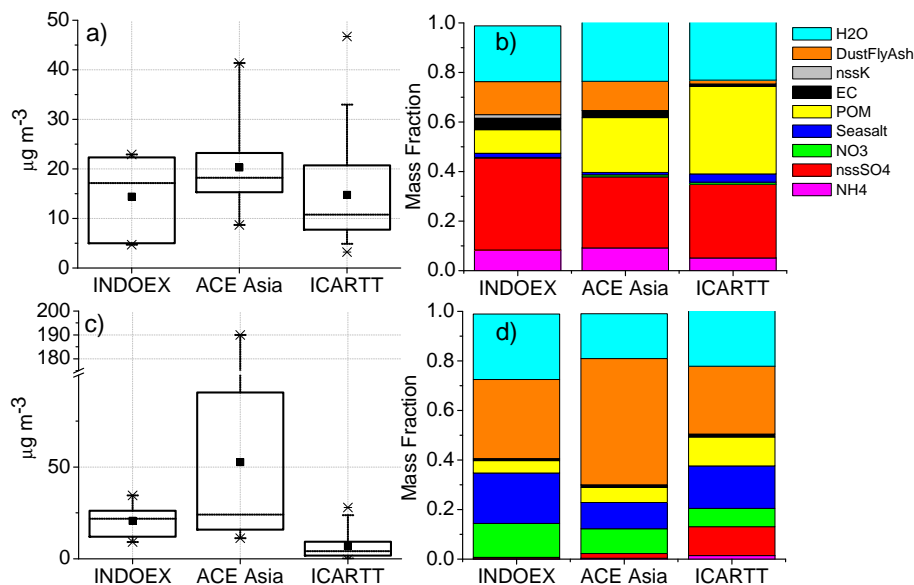 a)
µg m-3
50
40
30
20
10
0
INDOEX ACE Asia ICARTT
b)
Mass Fraction
1.0
0.8
0.6
0.4
0.2
0.0
INDOEX ACE Asia ICARTT
H2O
DustFlyAsh
nssK
EC
POM
Seasalt
NO3
nssSO4
NH4
c)
µg m-3
200
190
180
50
0
INDOEX ACE Asia ICARTT
d)
Mass Fraction
1.0
0.8
0.6
0.4
0.2
0.0
INDOEX ACE Asia ICARTT